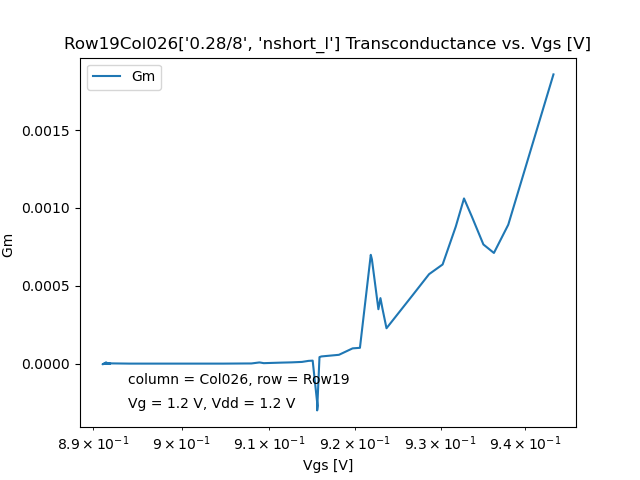 Row19Col026['0.28/8', 'nshort_l'] Transconductance vs. Vgs [V]
Gm
0.0015
0.0010
0.0005
0.0000
Gm
column = Col026, row = Row19
Vg = 1.2 V, Vdd = 1.2 V
8.9 × 10⁻¹ 9 × 10⁻¹ 9.1 × 10⁻¹ 9.2 × 10⁻¹ 9.3 × 10⁻¹ 9.4 × 10⁻¹
Vgs [V]